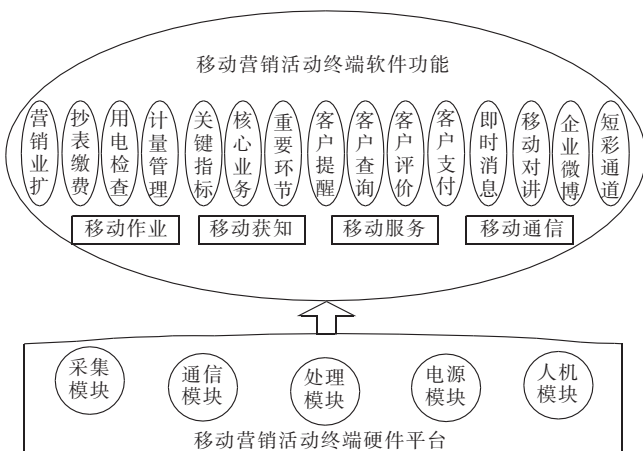 移动营销活动终端软件功能
营销业扩
抄表缴费
用电检查
计量管理
关键指标
核心业务
重要环节
客户提醒
客户查询
客户评价
客户支付
即时消息
移动对讲
企业微博
短彩通道
移动作业
移动获知
移动服务
移动通信
采集
模块
通信
模块
处理
模块
电源
模块
人机
模块
移动营销活动终端硬件平台